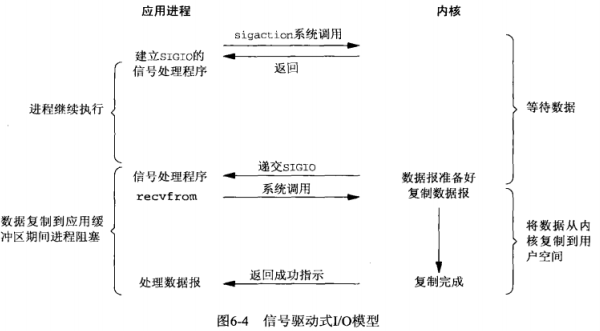 应用进程
内核
sigaction系统调用
建立SIGIO的
信号处理程序
返回
进程继续执行
等待数据
信号处理程序
递交SIGIO
数据报准备好
recvfrom
系统调用
复制数据报
数据复制到应用缓
冲区期间进程阻塞
将数据从内
核复制到用
户空间
处理数据报
返回成功指示
复制完成
图6-4 信号驱动式I/O模型